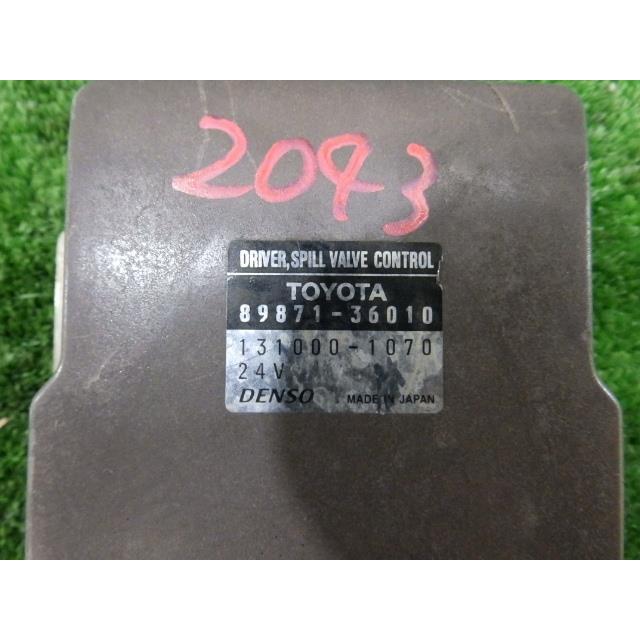 2043
DRIVER, SPILL VALVE CONTROL
TOYOTA
89871-36010
131000-1070
24V
DENSO MADE IN JAPAN